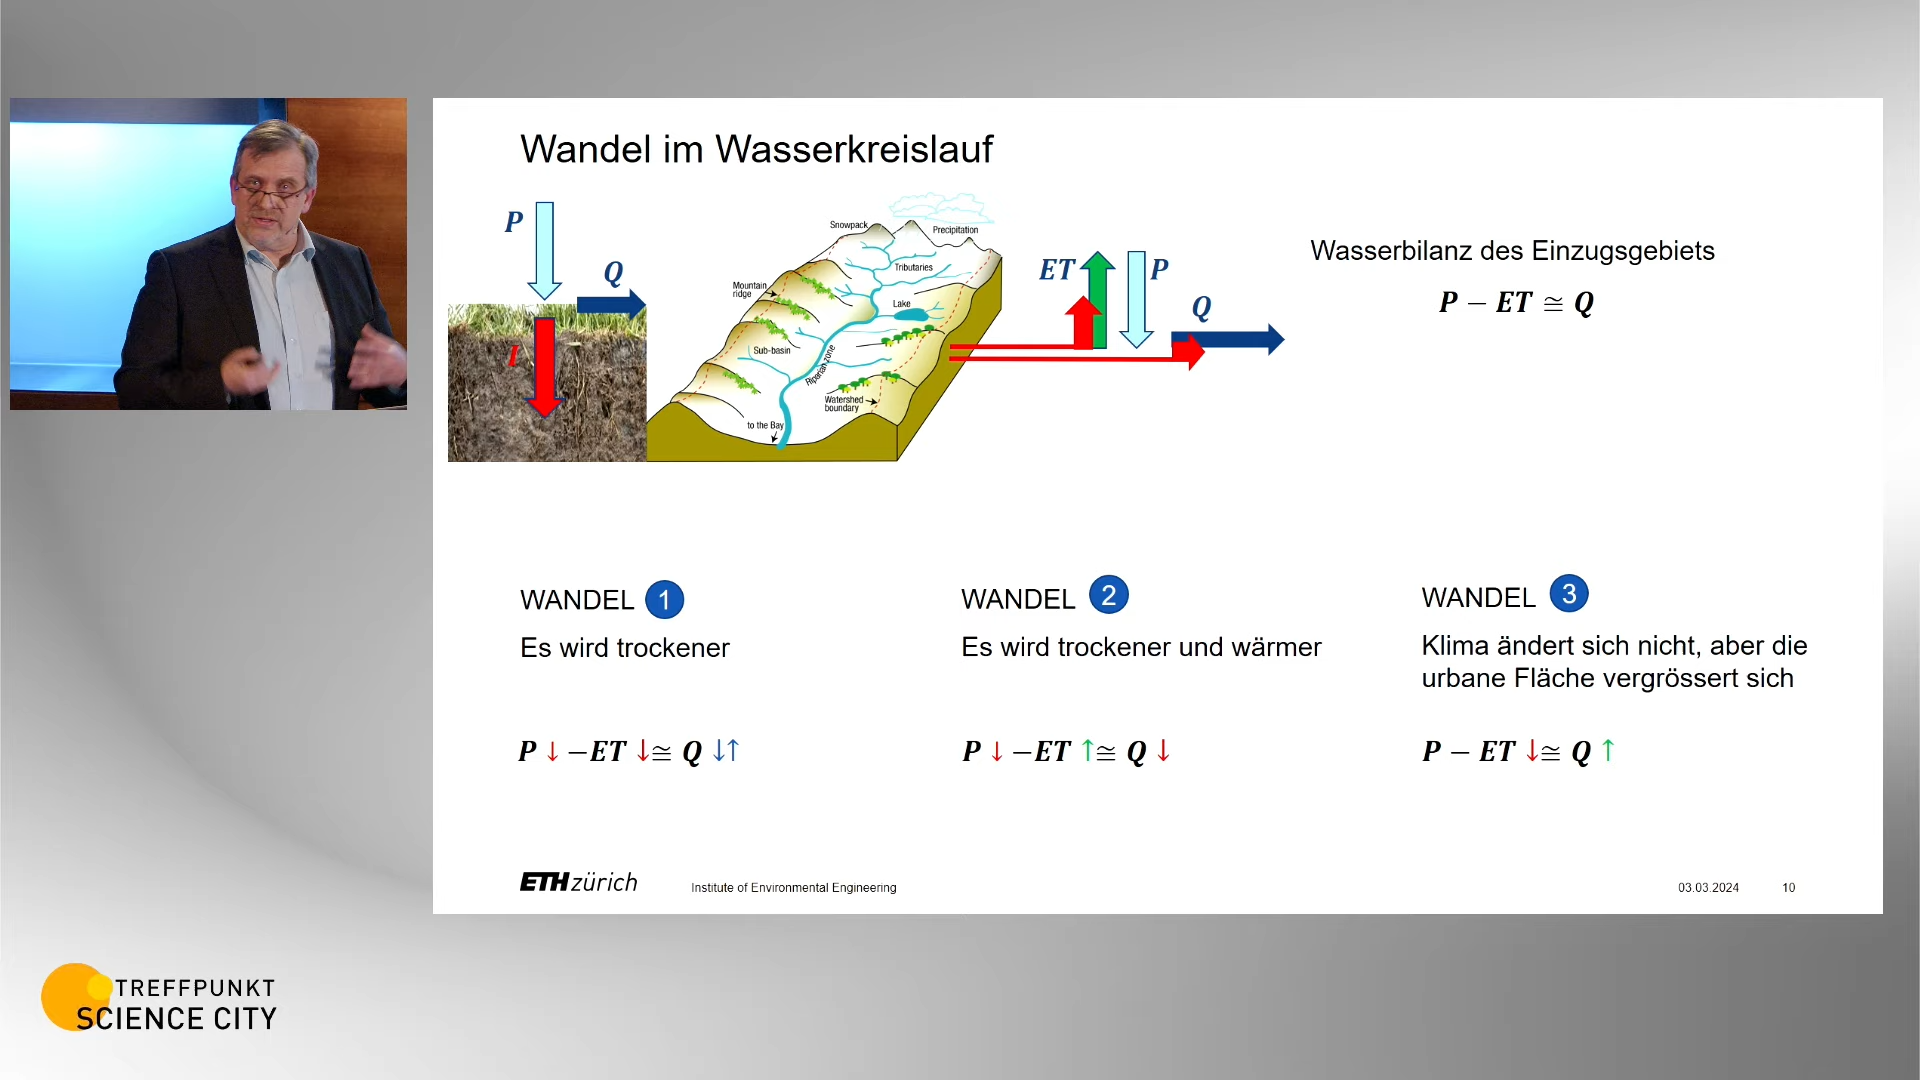 Wandel im Wasserkreislauf
P
Q
I
Snowpack
Precipitation
Tributaries
Mountain
ridge
Lake
Sub-basin
Riparian zone
Watershed
boundary
to the Bay
ET
P
Q
Wasserbilanz des Einzugsgebiets
P − ET ≅ Q
WANDEL 1
Es wird trockener
P ↓ −ET ↓≅ Q ↓↑
WANDEL 2
Es wird trockener und wärmer
P ↓ −ET ↑≅ Q ↓
WANDEL 3
Klima ändert sich nicht, aber die
urbane Fläche vergrössert sich
P − ET ↓≅ Q ↑
ETH zürich
Institute of Environmental Engineering
03.03.2024
10
TREFFPUNKT
SCIENCE CITY